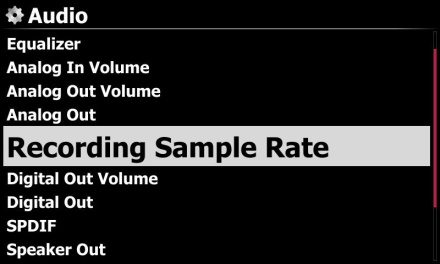 Audio
Equalizer
Analog In Volume
Analog Out Volume
Analog Out
Recording Sample Rate
Digital Out Volume
Digital Out
SPDIF
Speaker Out